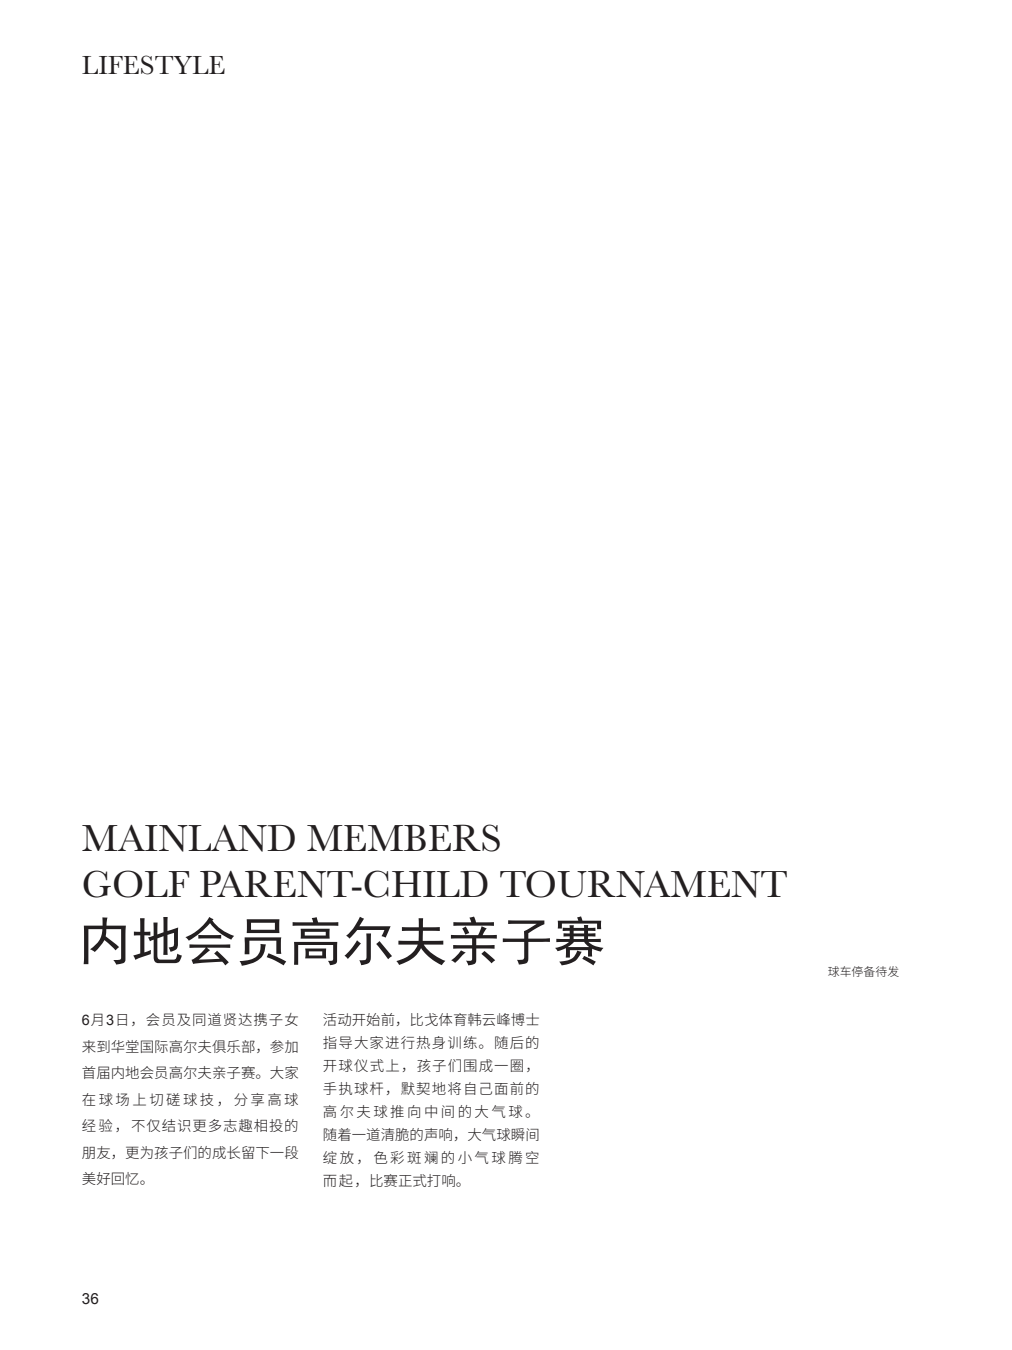 LIFESTYLE
MAINLAND MEMBERS
GOLF PARENT-CHILD TOURNAMENT
内地会员高尔夫亲子赛
球车停备待发
6月3日，会员及同道贤达携子女
来到华堂国际高尔夫俱乐部，参加
首届内地会员高尔夫亲子赛。大家
在球场上切磋球技，分享高球
经验，不仅结识更多志趣相投的
朋友，更为孩子们的成长留下一段
美好回忆。
活动开始前，比戈体育韩云峰博士
指导大家进行热身训练。随后的
开球仪式上，孩子们围成一圈，
手执球杆，默契地将自己面前的
高尔夫球推向中间的大气球。
随着一道清脆的声响，大气球瞬间
绽放，色彩斑斓的小气球腾空
而起，比赛正式打响。
36